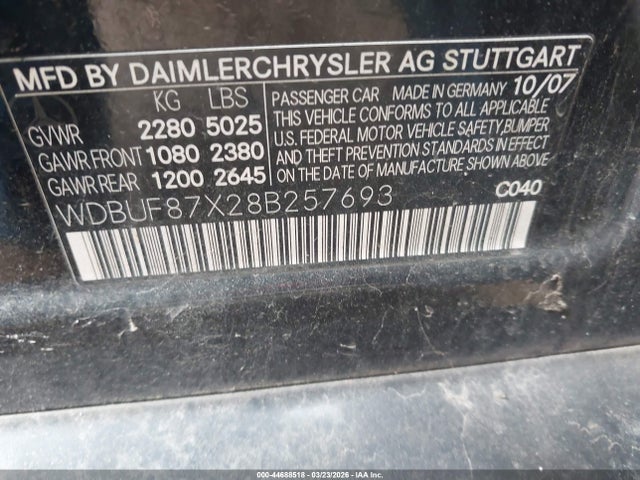 MFD BY DAIMLERCHRYSLER AG STUTTGART
KG LBS
GVWR 2280 5025
GAWR FRONT 1080 2380
GAWR REAR 1200 2645
PASSENGER CAR MADE IN GERMANY 10/07
THIS VEHICLE CONFORMS TO ALL APPLICABLE
U.S. FEDERAL MOTOR VEHICLE SAFETY, BUMPER
AND THEFT PREVENTION STANDARDS IN EFFECT
ON THE DATE OF MANUFACTURE SHOWN ABOVE.
WDBUF87X28B257693
C040
000-44688518 | 03/23/2026 - IAA Inc.